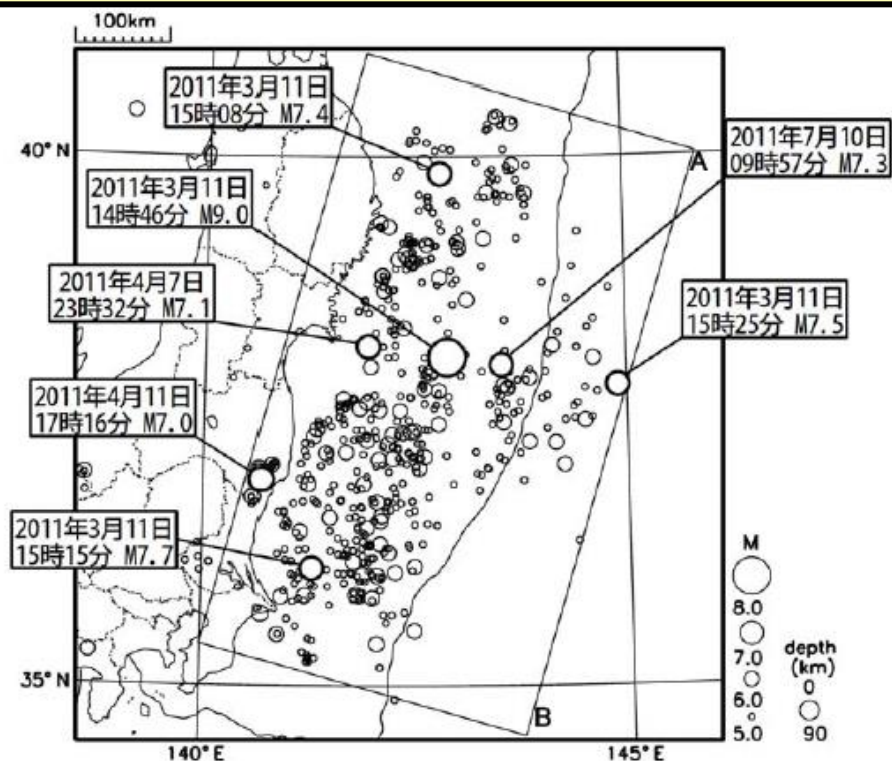 100km
2011年3月11日
15時08分 M7.4
40°N
A
2011年7月10日
09時57分 M7.3
2011年3月11日
14時46分 M9.0
2011年4月7日
23時32分 M7.1
2011年3月11日
15時25分 M7.5
2011年4月11日
17時16分 M7.0
2011年3月11日
15時15分 M7.7
M
8.0
7.0
6.0
5.0
depth
(km)
0
90
35°N
B
140°E
145°E